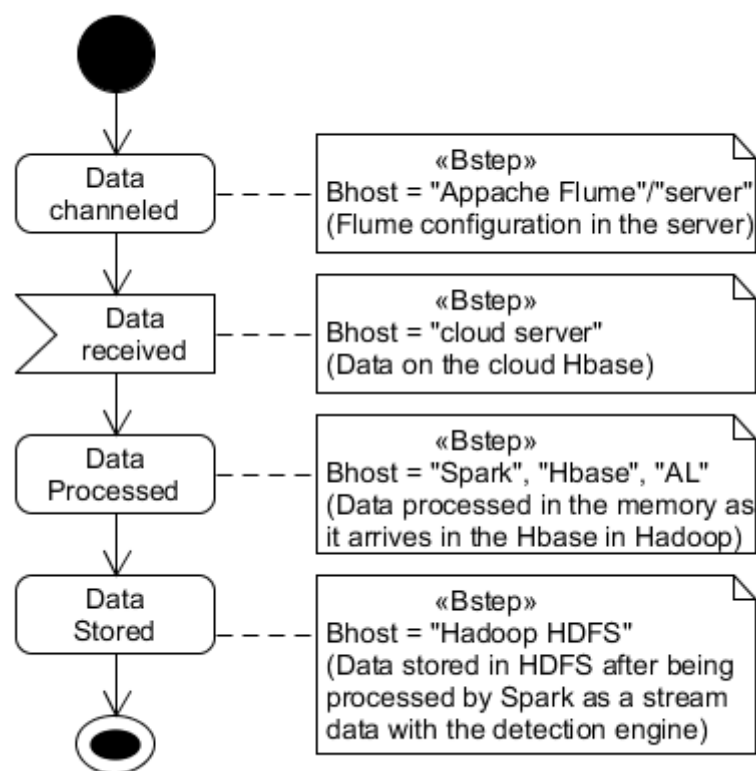 Data
channeled
«Bstep»
Bhost = "Appache Flume"/"server"
(Flume configuration in the server)
Data
received
«Bstep»
Bhost = "cloud server"
(Data on the cloud Hbase)
Data
Processed
«Bstep»
Bhost = "Spark", "Hbase", "AL"
(Data processed in the memory as
it arrives in the Hbase in Hadoop)
Data
Stored
«Bstep»
Bhost = "Hadoop HDFS"
(Data stored in HDFS after being
processed by Spark as a stream
data with the detection engine)